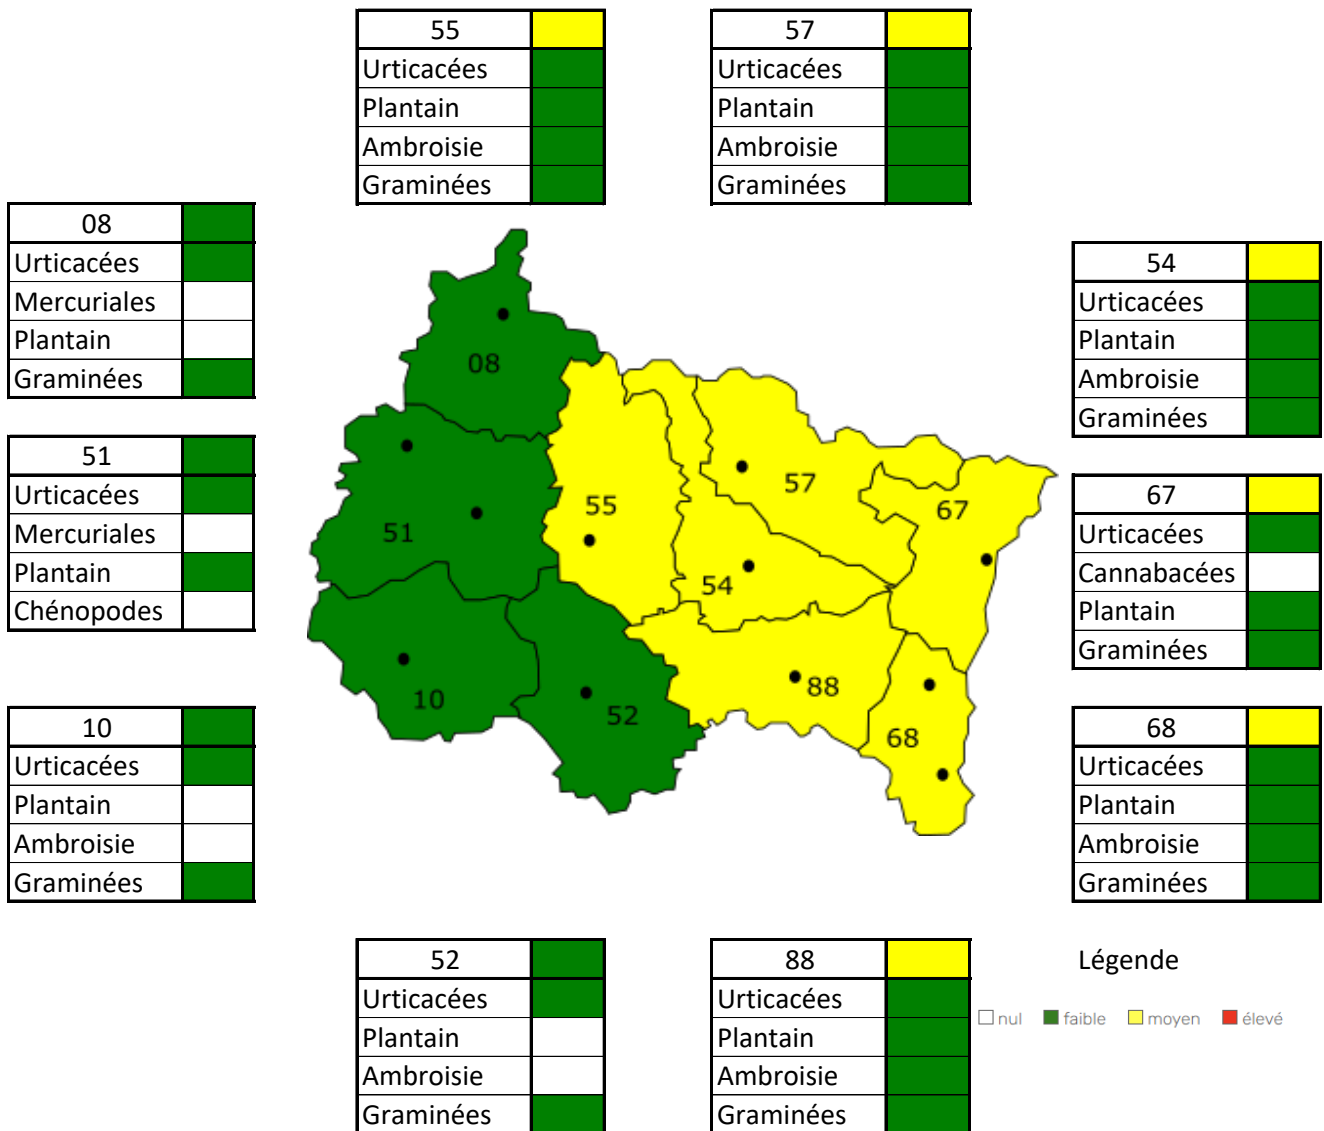 55
Urticacées
Plantain
Ambroisie
Graminées
57
Urticacées
Plantain
Ambroisie
Graminées
08
Urticacées
Mercuriales
Plantain
Graminées
51
Urticacées
Mercuriales
Plantain
Chénopodes
10
Urticacées
Plantain
Ambroisie
Graminées
08
57
55
67
51
54
88
10
52
68
54
Urticacées
Plantain
Ambroisie
Graminées
67
Urticacées
Cannabacées
Plantain
Graminées
68
Urticacées
Plantain
Ambroisie
Graminées
52
Urticacées
Plantain
Ambroisie
Graminées
88
Urticacées
Plantain
Ambroisie
Graminées
Légende
nul faible moyen élevé